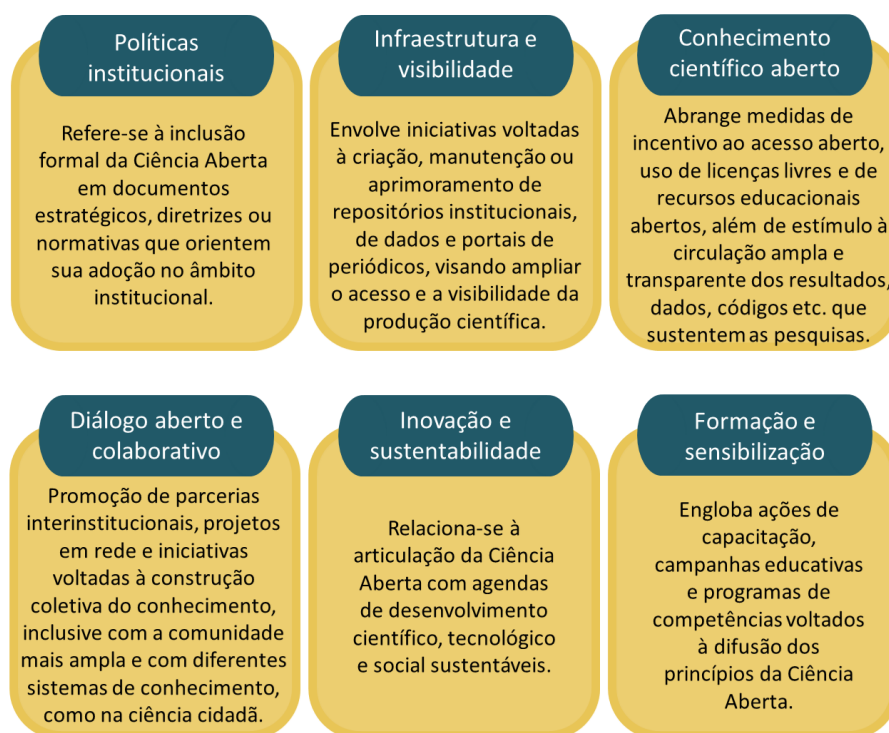 Políticas
institucionais
Refere-se à inclusão
formal da Ciência Aberta
em documentos
estratégicos, diretrizes ou
normativas que orientem
sua adoção no âmbito
institucional.
Infraestrutura e
visibilidade
Envolve iniciativas voltadas
à criação, manutenção ou
aprimoramento de
repositórios institucionais,
de dados e portais de
periódicos, visando ampliar
o acesso e a visibilidade da
produção científica.
Conhecimento
científico aberto
Abrange medidas de
incentivo ao acesso aberto,
uso de licenças livres e de
recursos educacionais
abertos, além de estímulo à
circulação ampla e
transparente dos resultados,
dados, códigos etc. que
sustentem as pesquisas.
Diálogo aberto e
colaborativo
Promoção de parcerias
interinstitucionais, projetos
em rede e iniciativas
voltadas à construção
coletiva do conhecimento,
inclusive com a comunidade
mais ampla e com diferentes
sistemas de conhecimento,
como na ciência cidadã.
Inovação e
sustentabilidade
Relaciona-se à
articulação da Ciência
Aberta com agendas
de desenvolvimento
científico, tecnológico
e social sustentáveis.
Formação e
sensibilização
Engloba ações de
capacitação,
campanhas educativas
e programas de
competências voltados
à difusão dos
princípios da Ciência
Aberta.